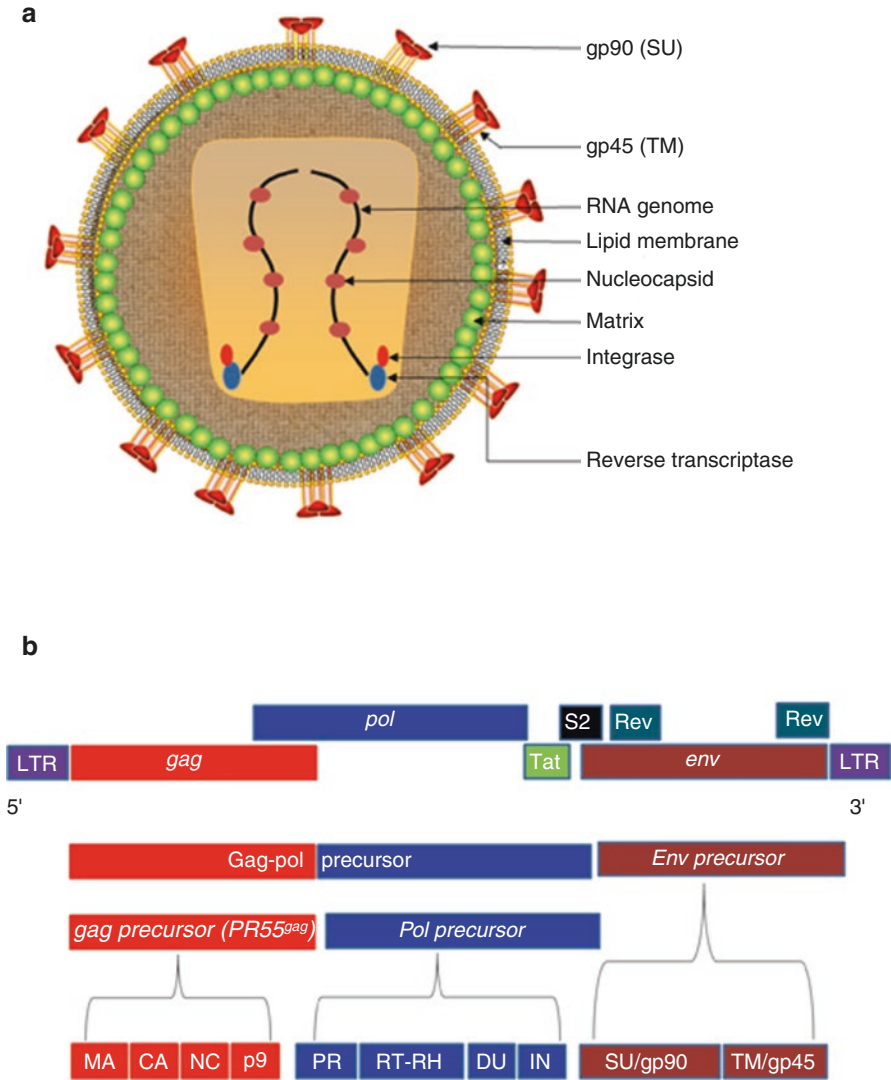 a
gp90 (SU)
gp45 (TM)
RNA genome
Lipid membrane
Nucleocapsid
Matrix
Integrase
Reverse transcriptase
b
pol S2 Rev Rev
LTR gag Tat env LTR
5' 3'
Gag-pol precursor Env precursor
gag precursor (PR55gag) Pol precursor
MA CA NC p9 PR RT-RH DU IN SU/gp90 TM/gp45